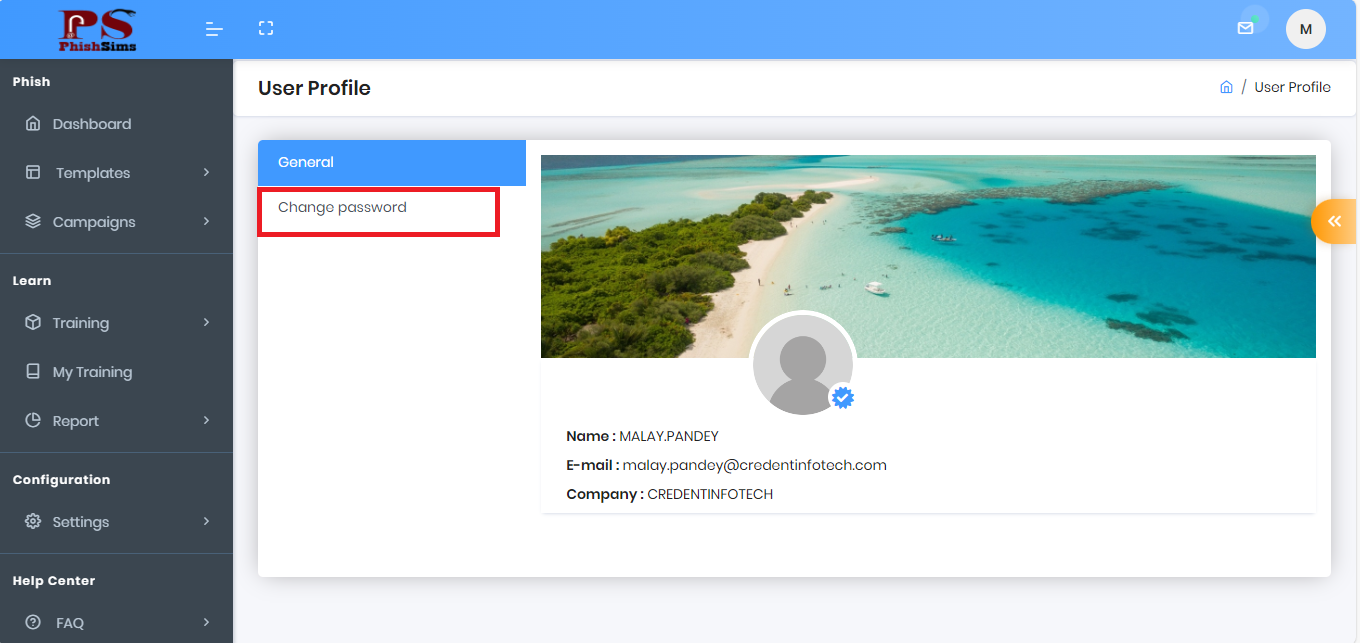 PS
PhishSims
M
Phish
Dashboard
Templates
Campaigns
Learn
Training
My Training
Report
Configuration
Settings
Help Center
FAQ
User Profile
/ User Profile
General
Change password
Name : MALAY.PANDEY
E-mail : malay.pandey@credentinfotech.com
Company : CREDENTINFOTECH